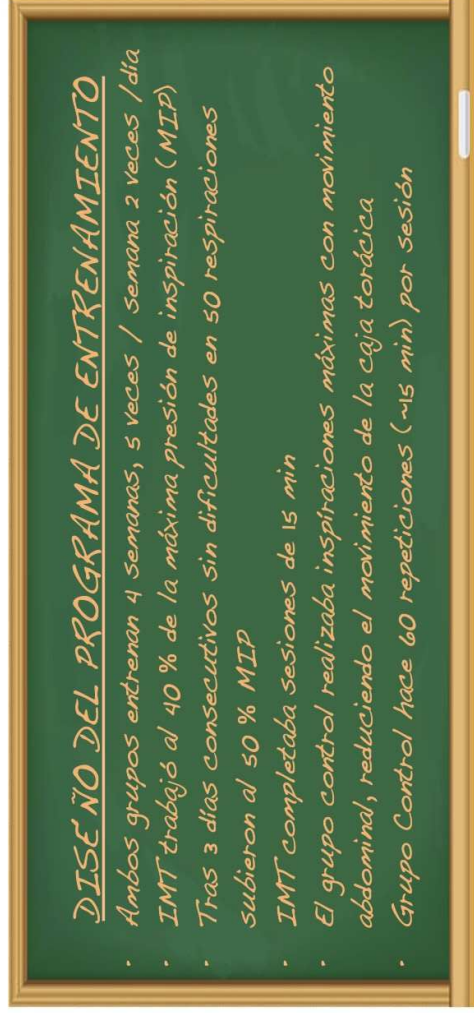 DISE ÑO DEL PROGRAMA DE ENTRENAMIENTO
· Ambos grupos entrenan 4 semanas, 5 veces / semana 2 veces /día
· IMT trabajó al 40 % de la máxima presión de inspiración (MIP)
· Tras 3 días consecutivos sin dificultades en 50 respiraciones
subieron al 50 % MIP
· IMT completaba sesiones de 15 min
· El grupo control realizaba inspiraciones máximas con movimiento
abdominal, reduciendo el movimiento de la caja torácica
· Grupo Control hace 60 repeticiones (~15 min) por sesión